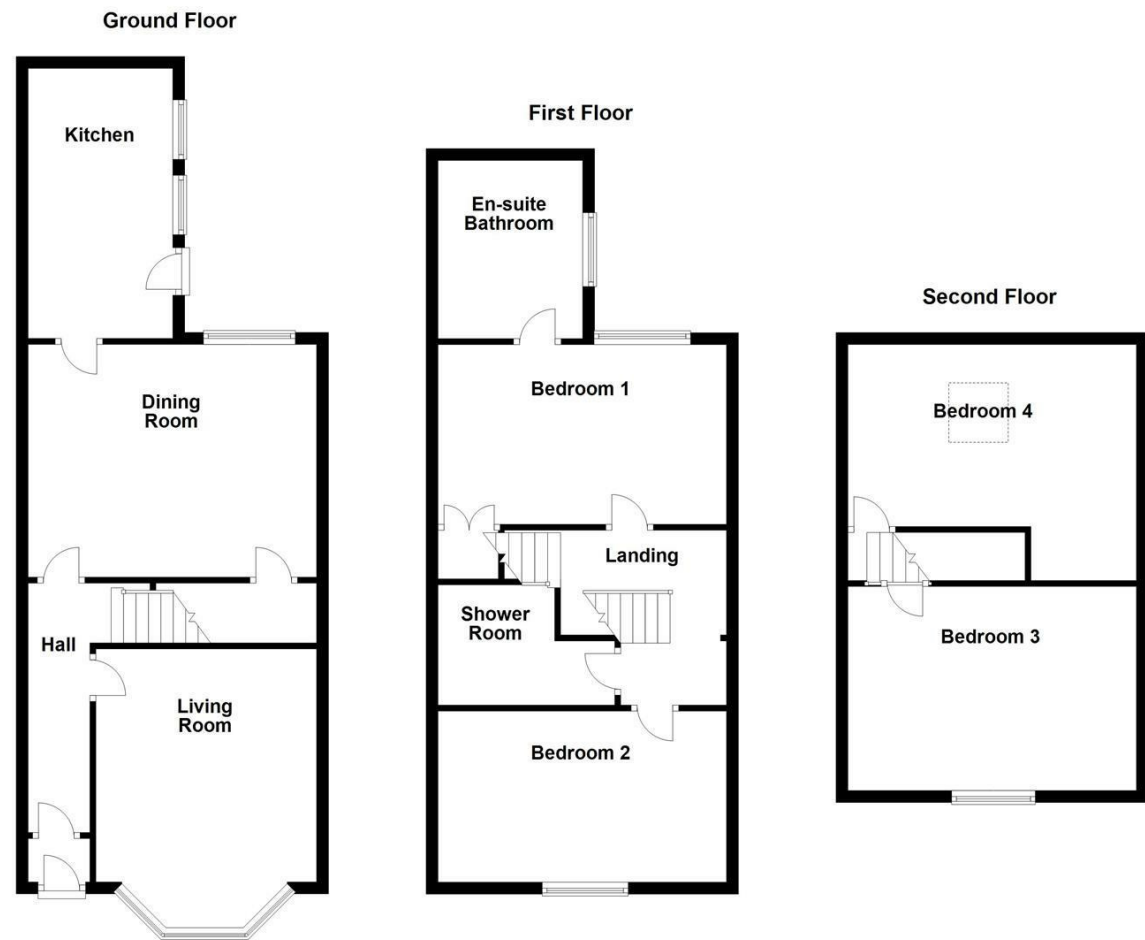 Ground Floor
Kitchen
Dining
Room
Hall
Living
Room
First Floor
En-suite
Bathroom
Bedroom 1
Landing
Shower
Room
Bedroom 2
Second Floor
Bedroom 4
Bedroom 3